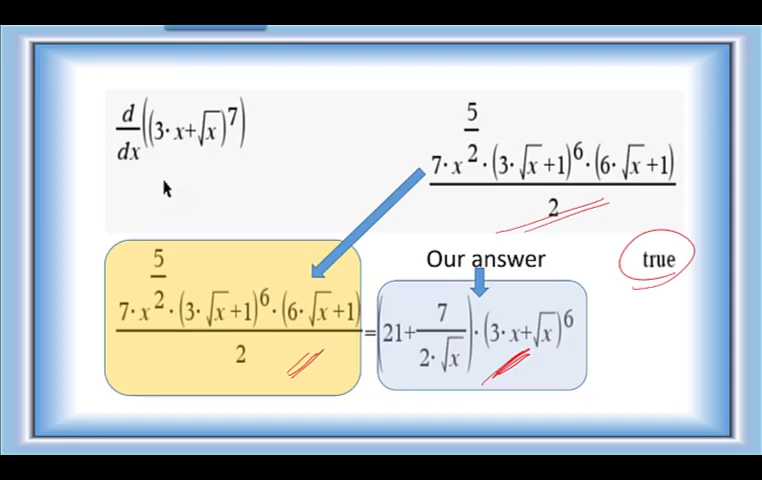 d/dx((3·x+√x)^7)
7·x^(5/2)·(3·√x+1)^6·(6·√x+1)/2
Our answer
true
7·x^(5/2)·(3·√x+1)^6·(6·√x+1)/2=(21+7/(2·√x))·(3·x+√x)^6